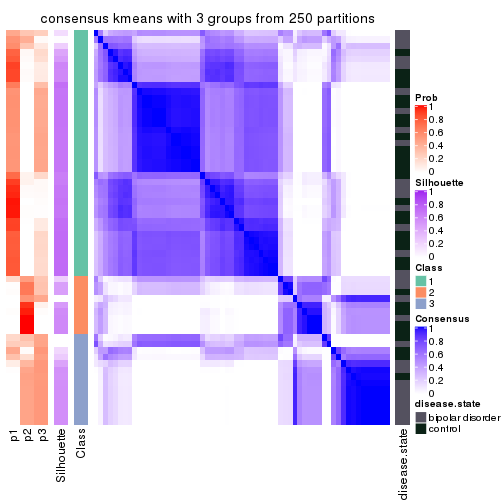 consensus kmeans with 3 groups from 250 partitions
Prob
1
0.8
0.6
0.4
0.2
0
Silhouette
1
0.8
0.6
0.4
0.2
0
Class
1
2
3
Consensus
1
0.8
0.6
0.4
0.2
0
disease.state
bipolar disorder
control
p1
p2
p3
Silhouette
Class
disease.state